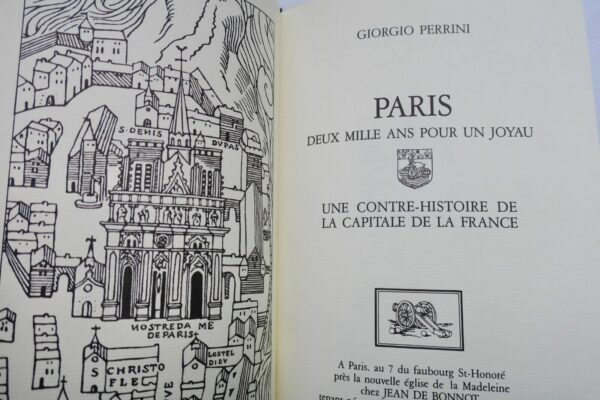 S·DENIS
DUPAS
NOSTREDA ME
DEPARIS
S·CHRISTO
FLE
LOSTEL
DIEV
GIORGIO PERRINI
PARIS
DEUX MILLE ANS POUR UN JOYAU
UNE CONTRE-HISTOIRE DE
LA CAPITALE DE LA FRANCE
A Paris, au 7 du faubourg St-Honoré
près la nouvelle église de la Madeleine
chez JEAN DE BONNOT
tenant